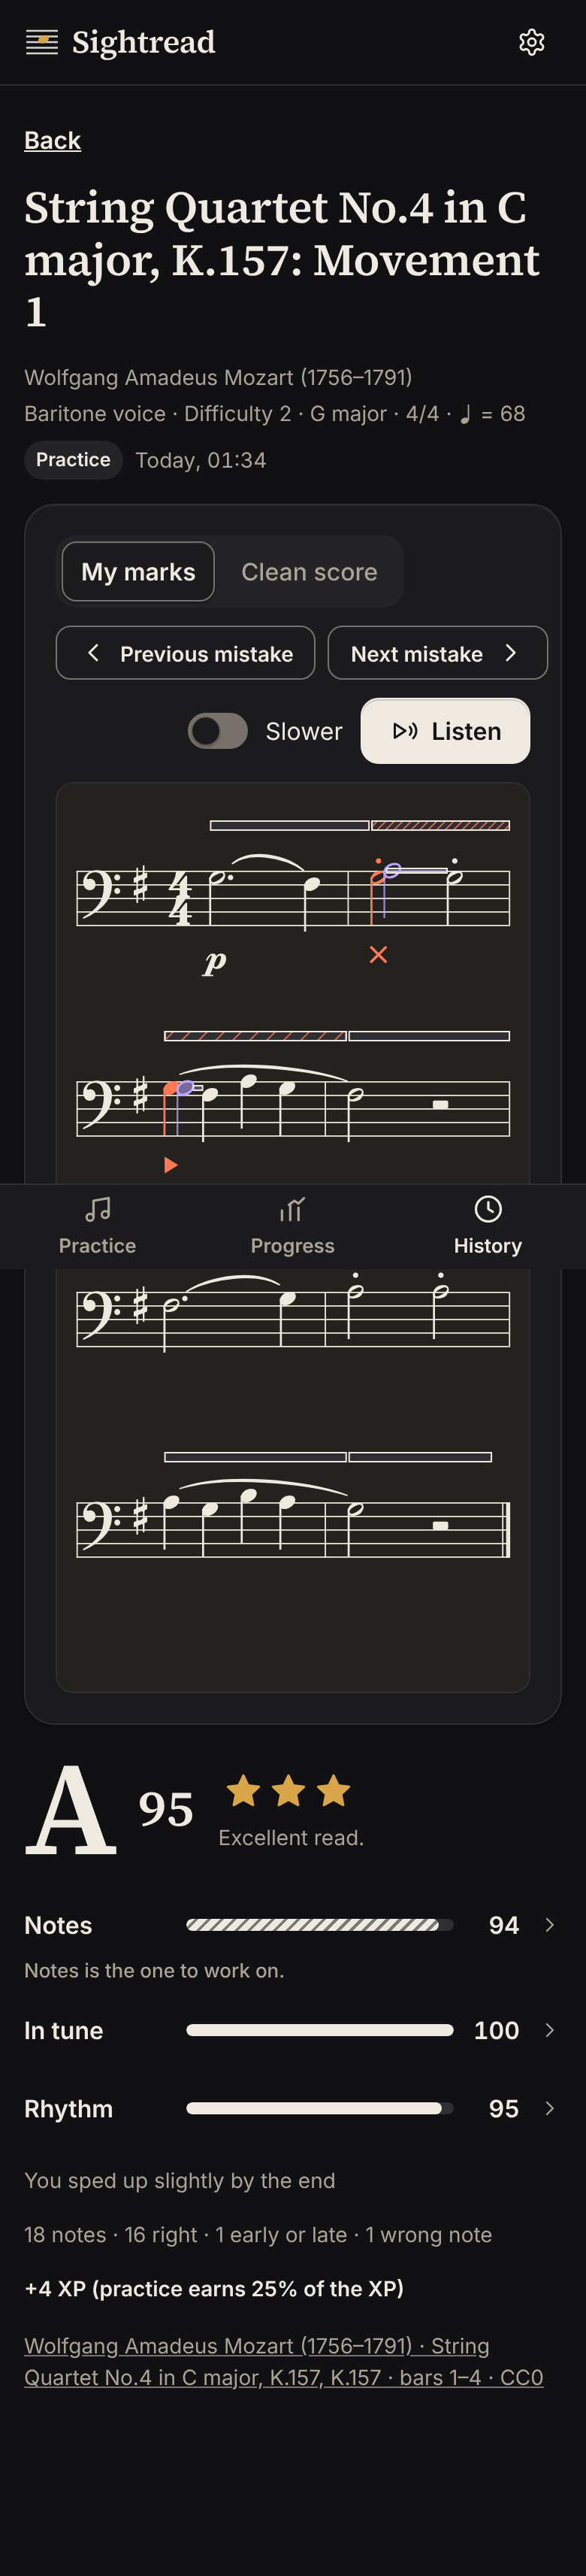 Sightread
Back
String Quartet No.4 in C
major, K.157: Movement
1
Wolfgang Amadeus Mozart (1756–1791)
Baritone voice · Difficulty 2 · G major · 4/4 · ♩ = 68
Practice Today, 01:34
My marks Clean score
Previous mistake Next mistake
Slower Listen
4
4
p
Practice Progress History
A 95
Excellent read.
Notes 94
Notes is the one to work on.
In tune 100
Rhythm 95
You sped up slightly by the end
18 notes · 16 right · 1 early or late · 1 wrong note
+4 XP (practice earns 25% of the XP)
Wolfgang Amadeus Mozart (1756–1791) · String
Quartet No.4 in C major, K.157, K.157 · bars 1–4 · CC0